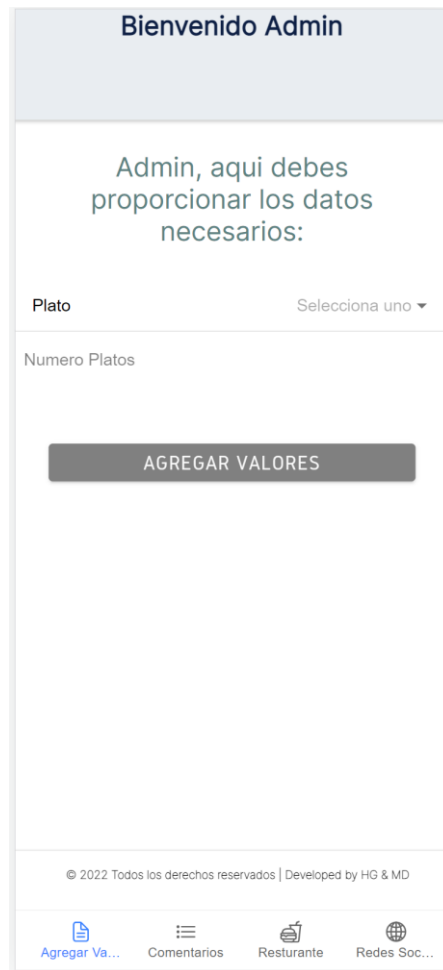 Bienvenido Admin
Admin, aqui debes
proporcionar los datos
necesarios:
Plato Selecciona uno
Numero Platos
AGREGAR VALORES
© 2022 Todos los derechos reservados | Developed by HG & MD
Agregar Va... Comentarios Resturante Redes Soc...